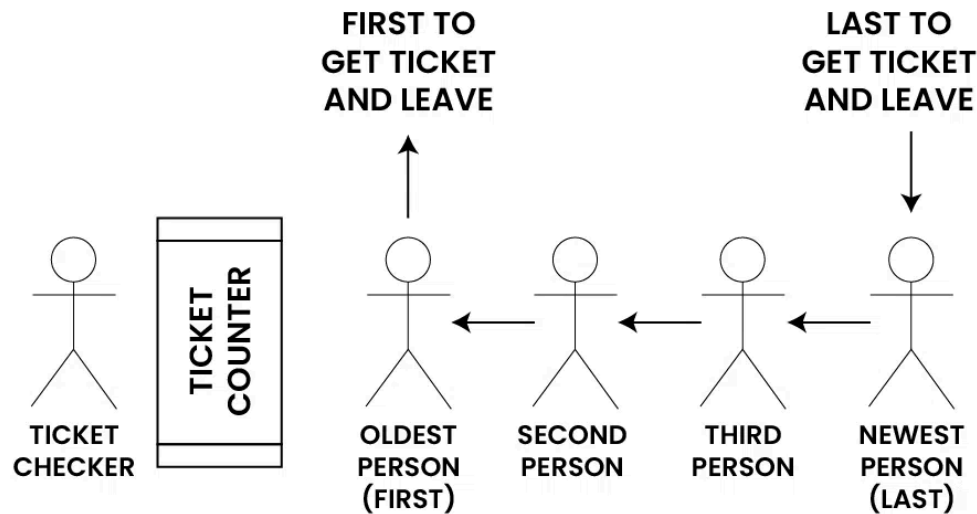 FIRST TO
GET TICKET
AND LEAVE
LAST TO
GET TICKET
AND LEAVE
TICKET
COUNTER
TICKET
CHECKER
OLDEST
PERSON
(FIRST)
SECOND
PERSON
THIRD
PERSON
NEWEST
PERSON
(LAST)